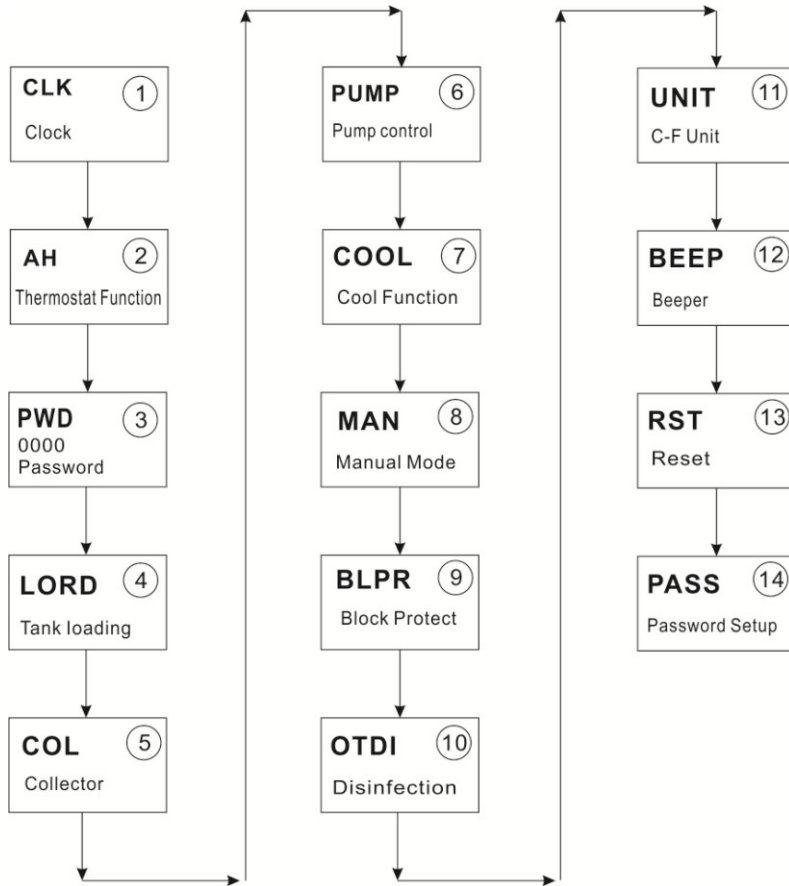 CLK
1
Clock
AH
2
Thermostat Function
PWD
3
0000
Password
LORD
4
Tank loading
COL
5
Collector
PUMP
6
Pump control
COOL
7
Cool Function
MAN
8
Manual Mode
BLPR
9
Block Protect
OTDI
10
Disinfection
UNIT
11
C-F Unit
BEEP
12
Beeper
RST
13
Reset
PASS
14
Password Setup